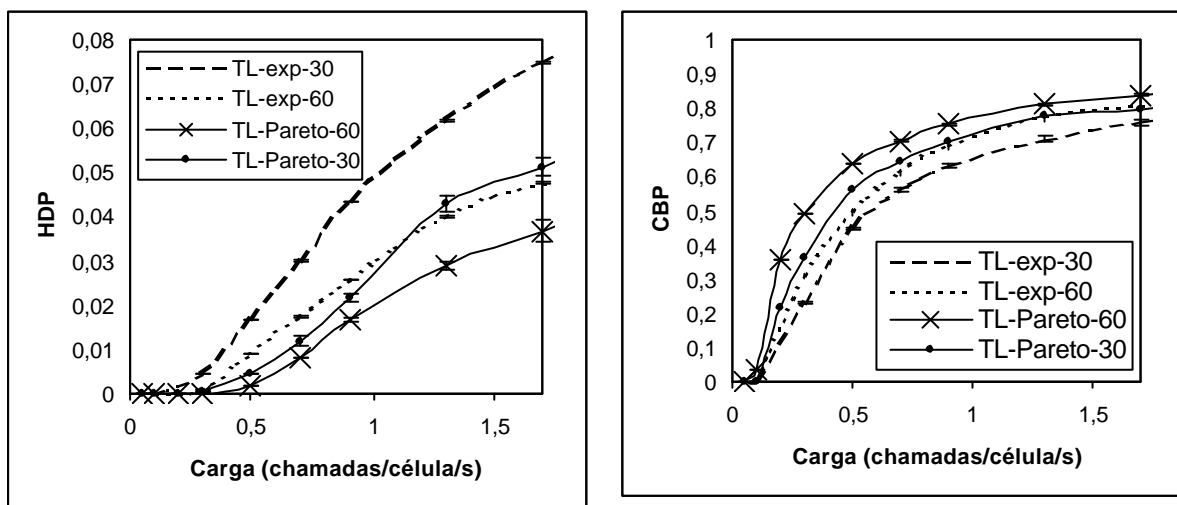 0,08
0,07
0,06
0,05
0,04
0,03
0,02
0,01
0
HDP
TL-exp-30
TL-exp-60
TL-Pareto-60
TL-Pareto-30
0 0,5 1 1,5
Carga (chamadas/célula/s)
1
0,9
0,8
0,7
0,6
0,5
0,4
0,3
0,2
0,1
0
CBP
TL-exp-30
TL-exp-60
TL-Pareto-60
TL-Pareto-30
0 0,5 1 1,5
Carga (chamadas/célula/s)